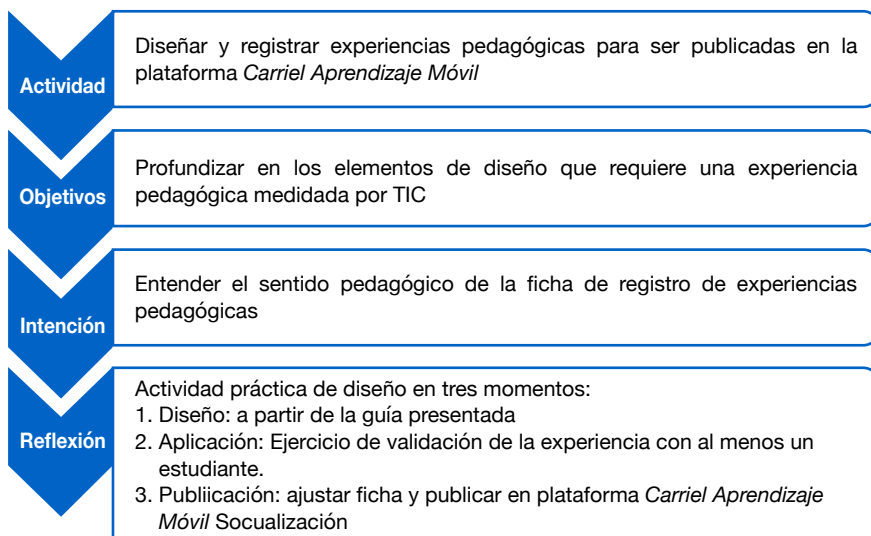 Actividad
Diseñar y registrar experiencias pedagógicas para ser publicadas en la
plataforma Carriel Aprendizaje Móvil
Objetivos
Profundizar en los elementos de diseño que requiere una experiencia
pedagógica medidada por TIC
Intención
Entender el sentido pedagógico de la ficha de registro de experiencias
pedagógicas
Reflexión
Actividad práctica de diseño en tres momentos:
1. Diseño: a partir de la guía presentada
2. Aplicación: Ejercicio de validación de la experiencia con al menos un
estudiante.
3. Publiicación: ajustar ficha y publicar en plataforma Carriel Aprendizaje
Móvil Socualización